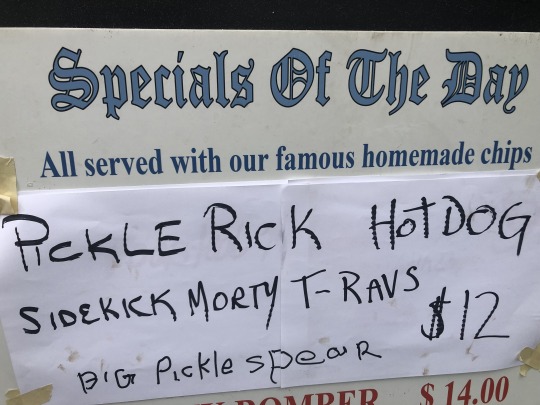 Specials Of The Day
All served with our famous homemade chips
PICKLE RICK HOTDOG
SIDEKICK MORTY T-RAVS
$12
BIG Pickle speaR
BOMBER $14.00